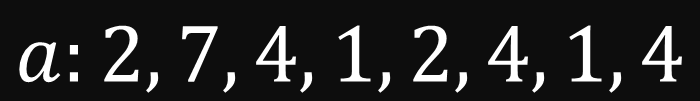 a: 2, 7, 4, 1, 2, 4, 1, 4